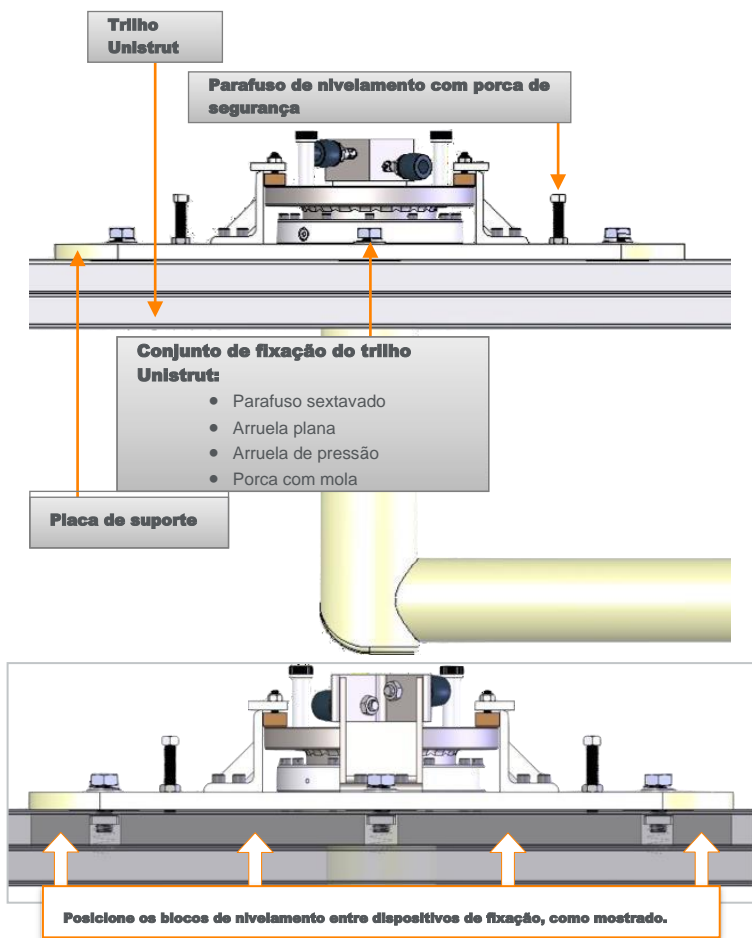 Trilho
Unistrut
Parafuso de nivelamento com porca de
segurança
Conjunto de fixação do trilho
Unistrut:
• Parafuso sextavado
• Arruela plana
• Arruela de pressão
• Porca com mola
Placa de suporte
Posicione os blocos de nivelamento entre dispositivos de fixação, como mostrado.